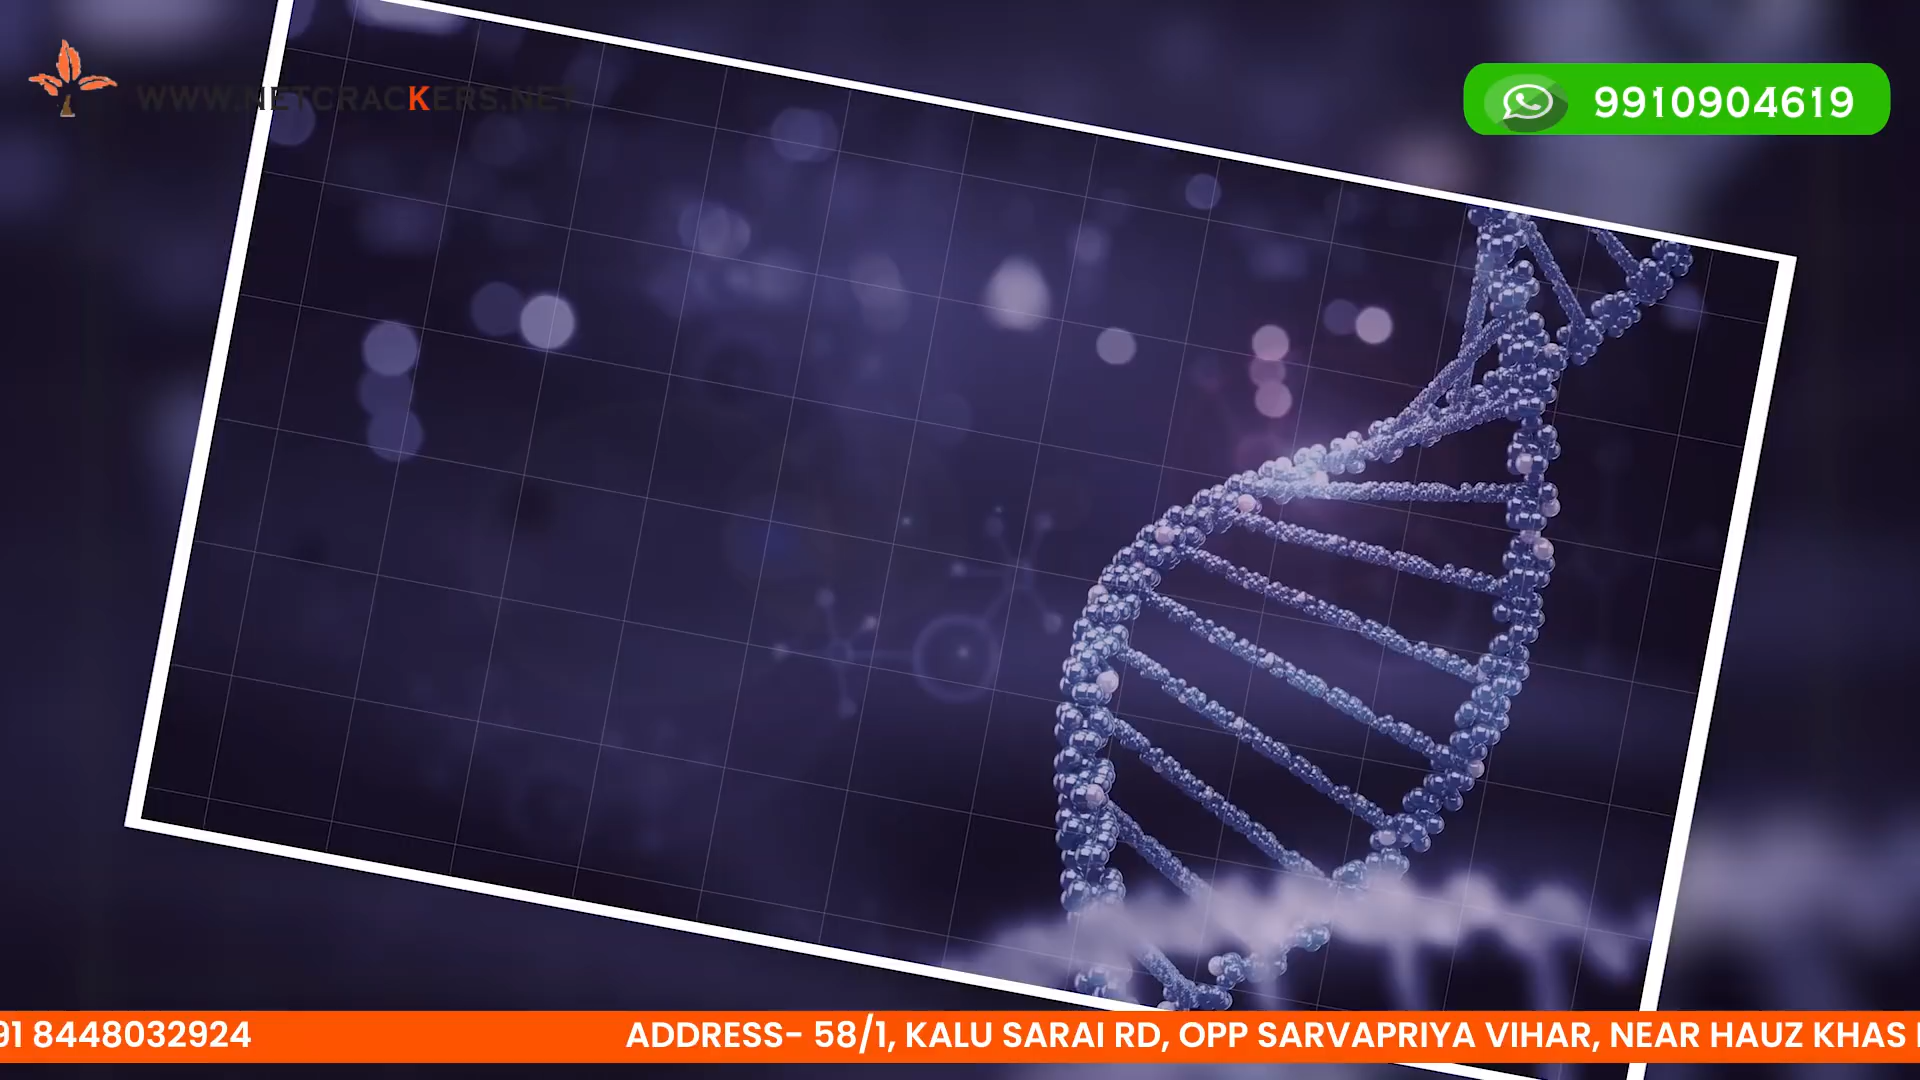 WWW.NETCRACKERS.NET
9910904619
91 8448032924
ADDRESS- 58/1, KALU SARAI RD, OPP SARVAPRIYA VIHAR, NEAR HAUZ KHAS